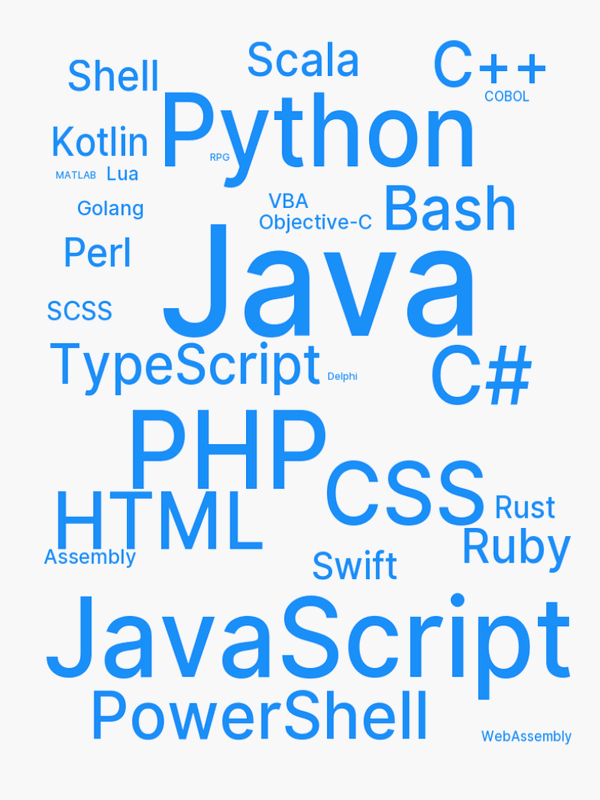 Scala
C++
Shell
COBOL
Python
Kotlin
RPG
MATLAB
Lua
VBA
Golang
Objective-C
Bash
Perl
Java
SCSS
TypeScript
Delphi
C#
PHP
CSS
HTML
Rust
Ruby
Assembly
Swift
JavaScript
PowerShell
WebAssembly